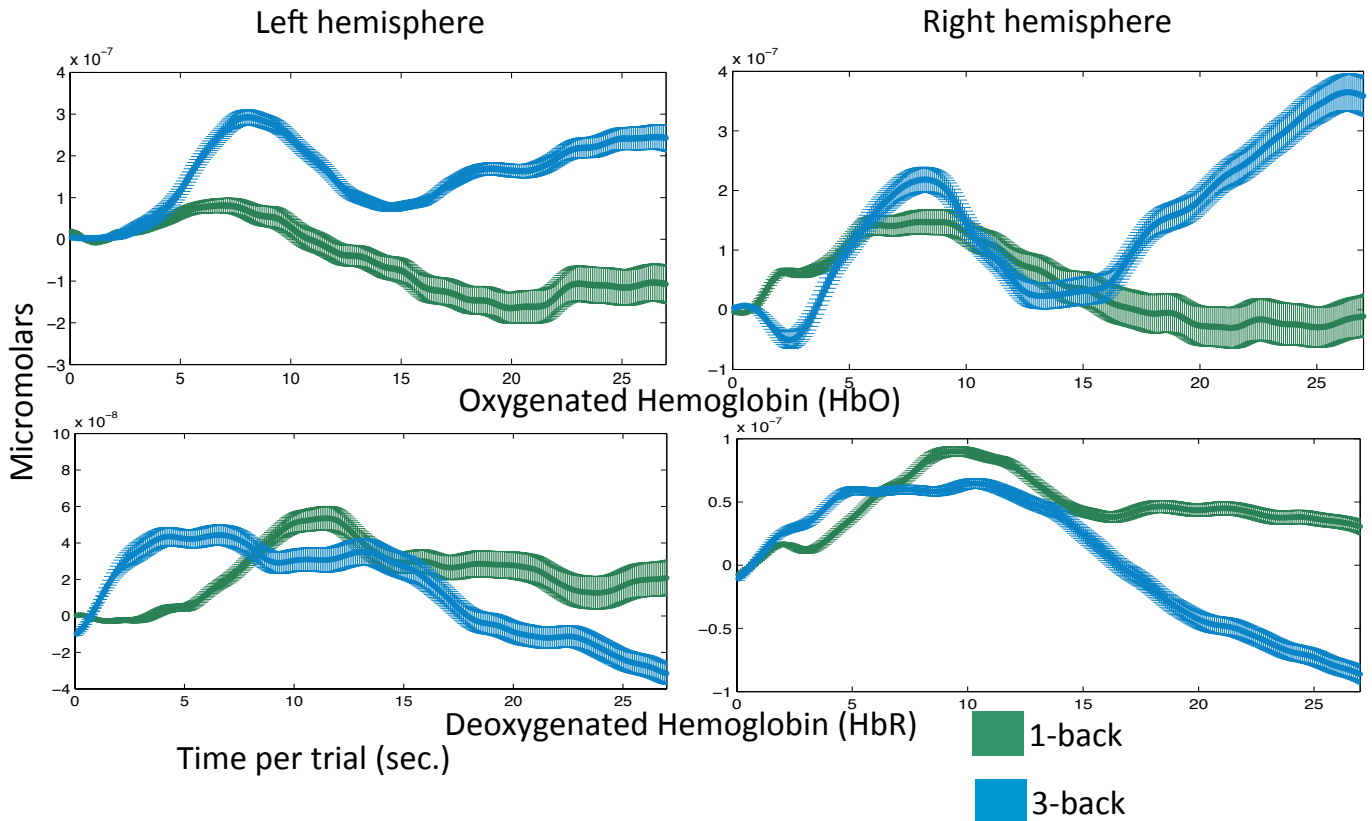 Left hemisphere
Right hemisphere
x 10⁻⁷
4
3
2
1
0
−1
−2
−3
0 5 10 15 20 25
x 10⁻⁷
4
3
2
1
0
−1
0 5 10 15 20 25
Micromolars
Oxygenated Hemoglobin (HbO)
x 10⁻⁸
10
8
6
4
2
0
−2
−4
0 5 10 15 20 25
x 10⁻⁷
1
0.5
0
−0.5
−1
0 5 10 15 20 25
Deoxygenated Hemoglobin (HbR)
Time per trial (sec.)
1-back
3-back